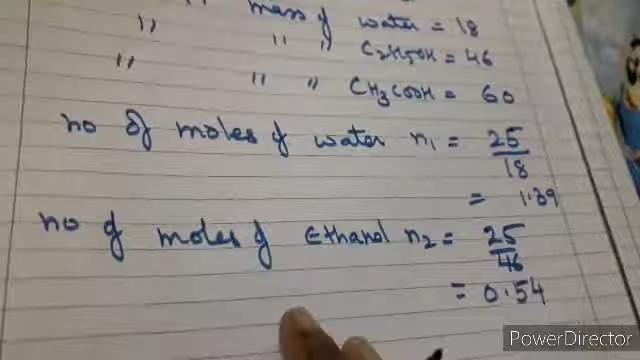 " mass of water = 18
" " " C2H5OH = 46
" " " CH3COOH = 60
no of moles of water n1 = 25/18
= 1.39
no of moles of Ethanol n2 = 25/46
= 0.54
PowerDirector